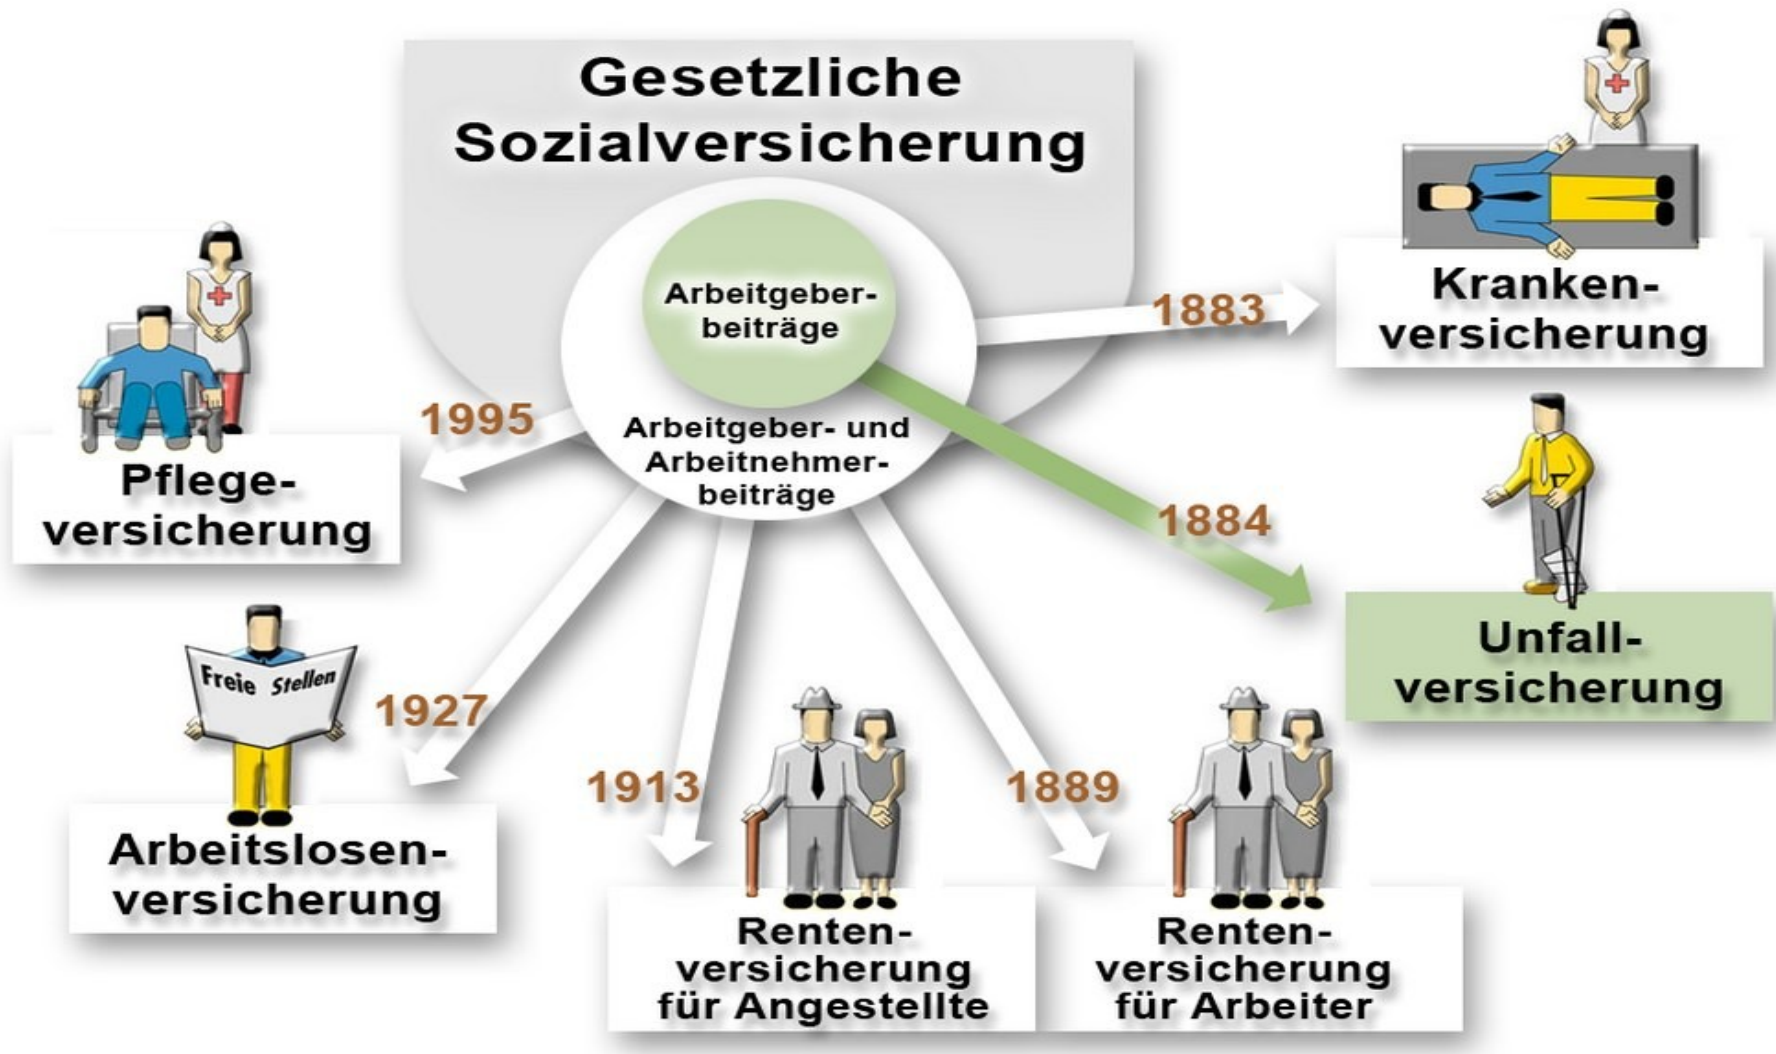 Gesetzliche
Sozialversicherung
Arbeitgeber-
beiträge
Arbeitgeber- und
Arbeitnehmer-
beiträge
1883
Kranken-
versicherung
1884
Unfall-
versicherung
1889
Renten-
versicherung
für Arbeiter
1913
Renten-
versicherung
für Angestellte
1927
Freie Stellen
Arbeitslosen-
versicherung
1995
Pflege-
versicherung